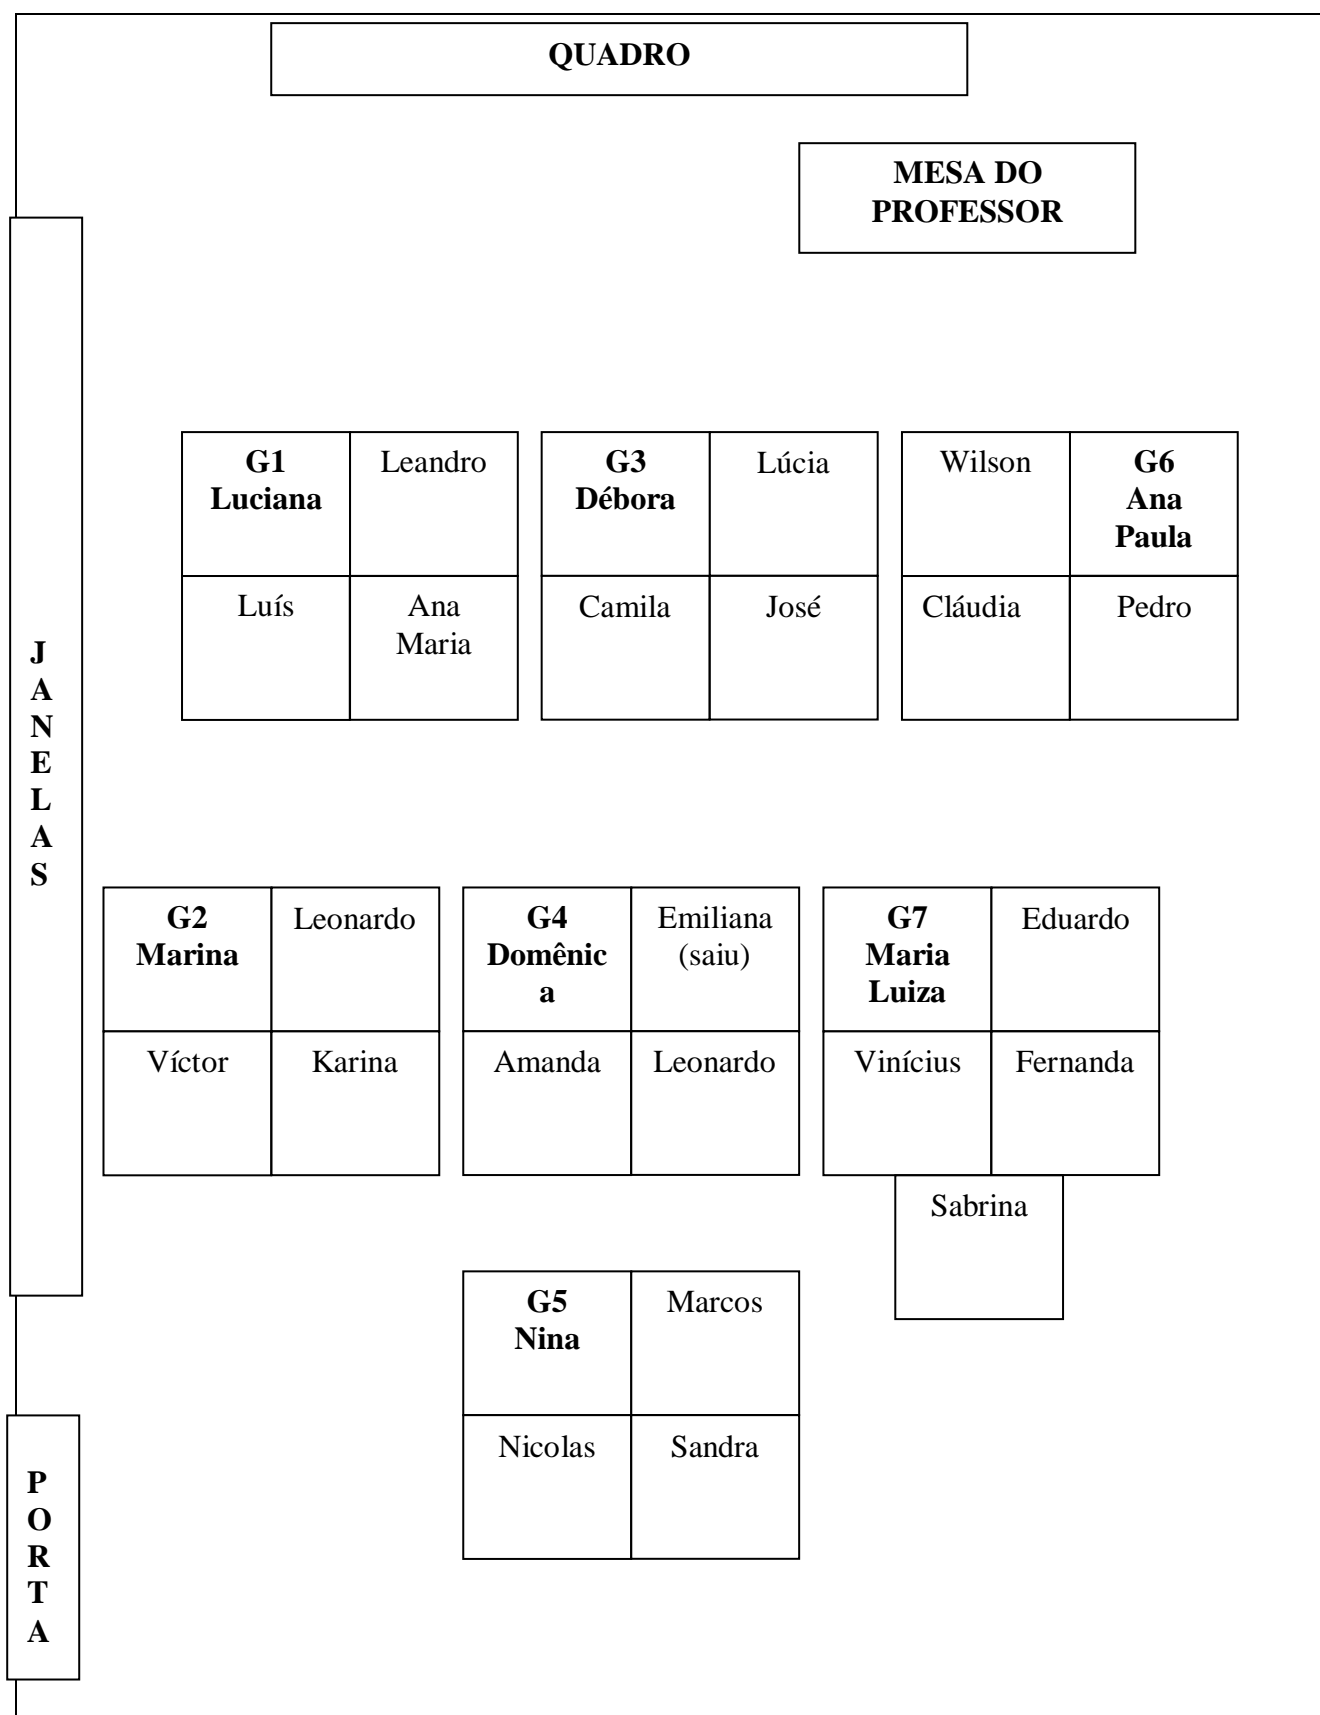 QUADRO
MESA DO
PROFESSOR
J
A
N
E
L
A
S
G1
Luciana
Leandro
Luís
Ana
Maria
G3
Débora
Lúcia
Camila
José
Wilson
G6
Ana
Paula
Cláudia
Pedro
G2
Marina
Leonardo
Víctor
Karina
G4
Domênic
a
Emiliana
(saiu)
Amanda
Leonardo
G7
Maria
Luiza
Eduardo
Vinícius
Fernanda
Sabrina
G5
Nina
Marcos
Nicolas
Sandra
P
O
R
T
A